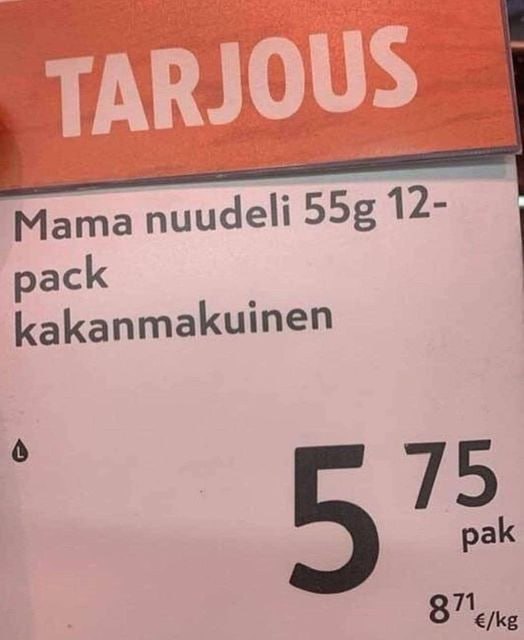 TARJOUS
Mama nuudeli 55g 12-
pack
kakanmakuinen
L
5 75
pak
8 71 €/kg